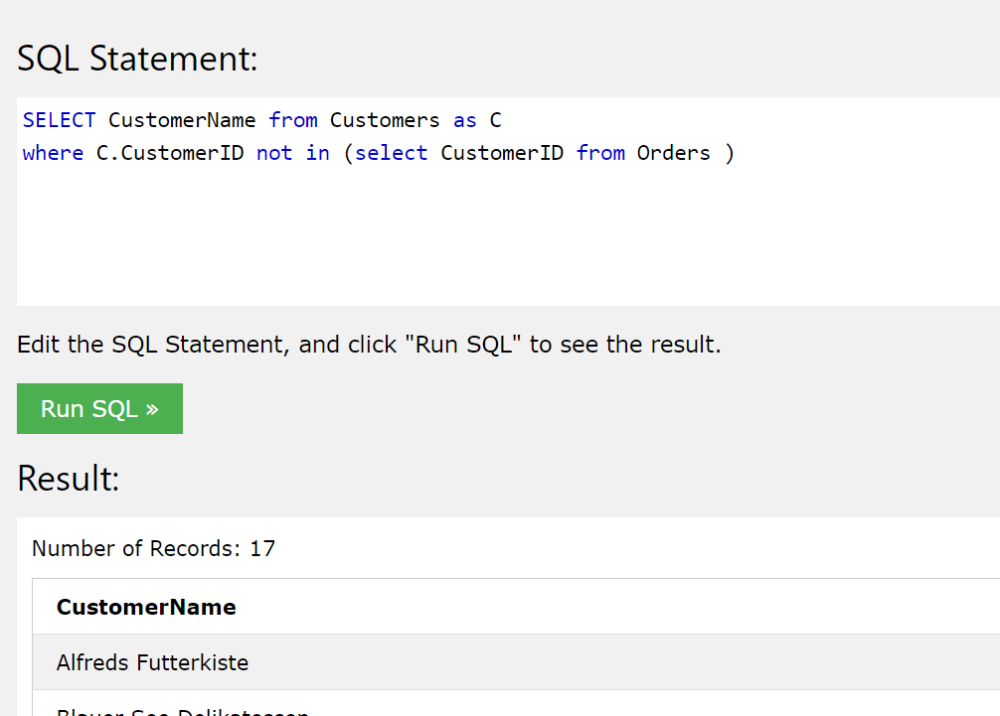 SQL Statement:
SELECT CustomerName from Customers as C
where C.CustomerID not in (select CustomerID from Orders )
Edit the SQL Statement, and click "Run SQL" to see the result.
Run SQL »
Result:
Number of Records: 17
CustomerName
Alfreds Futterkiste
Blauer See Delikatessen